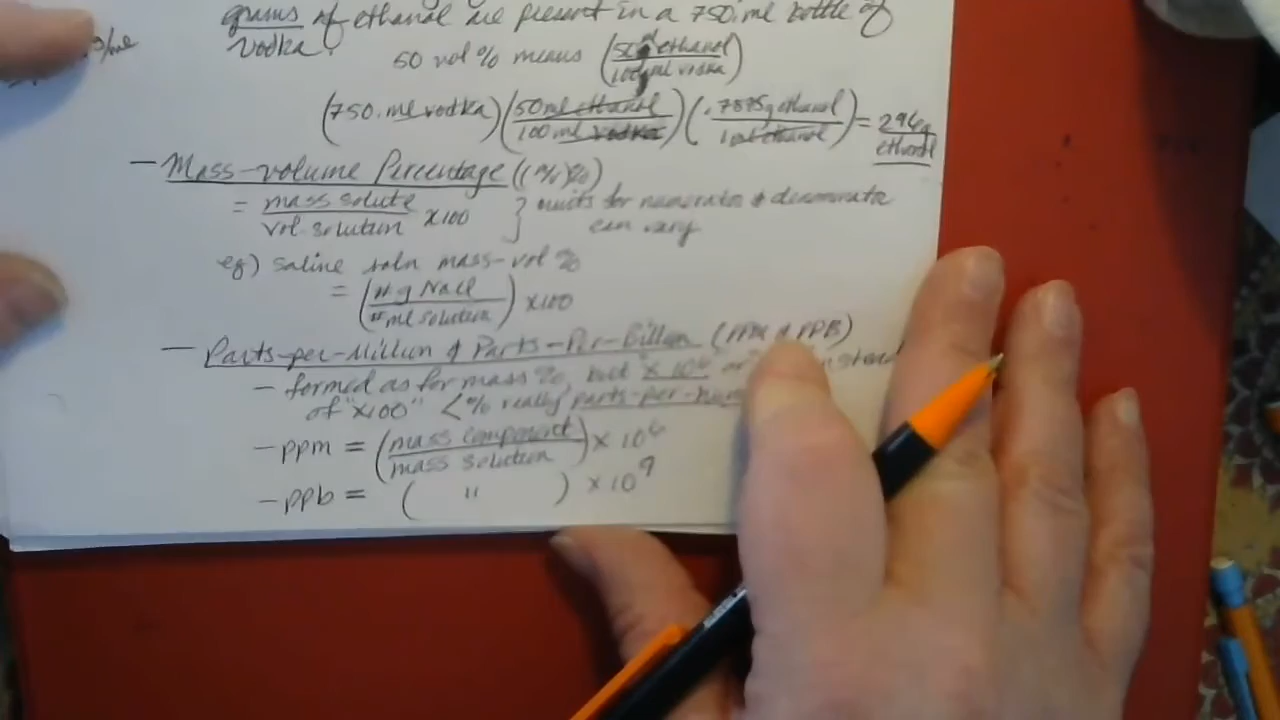 grams of ethanol are present in a 750. ml bottle of
vodka?
50 vol % means (50 ml ethanol / 100 ml vodka)
(750. ml vodka) (50 ml ethanol / 100 ml vodka) (.7895 g ethanol / 1 ml ethanol) = 296 g ethanol
- Mass-volume Percentage ((m/v)%)
= mass solute / vol. solution x100 } units for numerator & denominator
can vary
eg) saline soln mass-vol %
= (# g NaCl / # ml solution) x100
- Parts-per-Million & Parts-Per-Billion (PPM & PPB)
- formed as for mass %, but "x 10⁶ or instead
of "x100" < % really parts-per-hun
- ppm = (mass component / mass solution) x 10⁶
- ppb = ( " ) x 10⁹